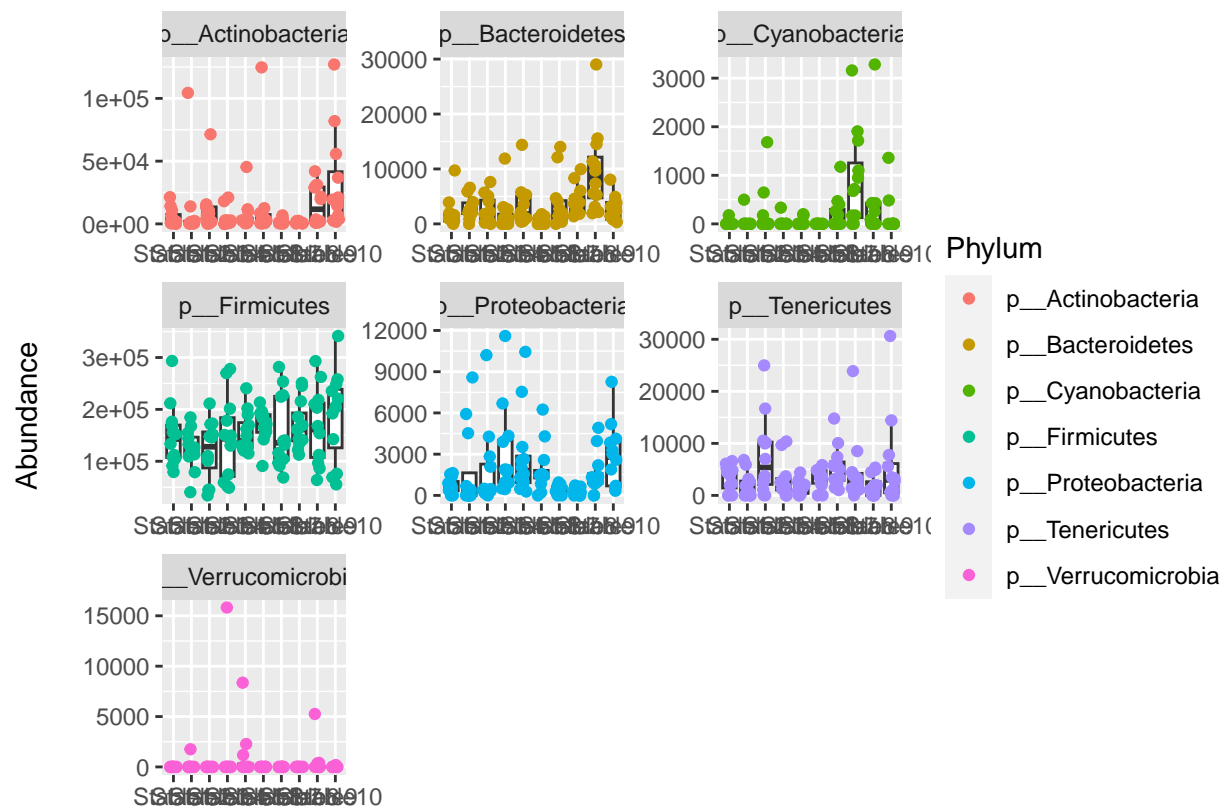 p__Actinobacteria
p__Bacteroidetes
p__Cyanobacteria
1e+05
5e+04
0e+00
30000
20000
10000
0
3000
2000
1000
0
p__Firmicutes
p__Proteobacteria
p__Tenericutes
3e+05
2e+05
1e+05
12000
9000
6000
3000
0
30000
20000
10000
0
__Verrucomicrobi
15000
10000
5000
0
Abundance
Phylum
p__Actinobacteria
p__Bacteroidetes
p__Cyanobacteria
p__Firmicutes
p__Proteobacteria
p__Tenericutes
p__Verrucomicrobia